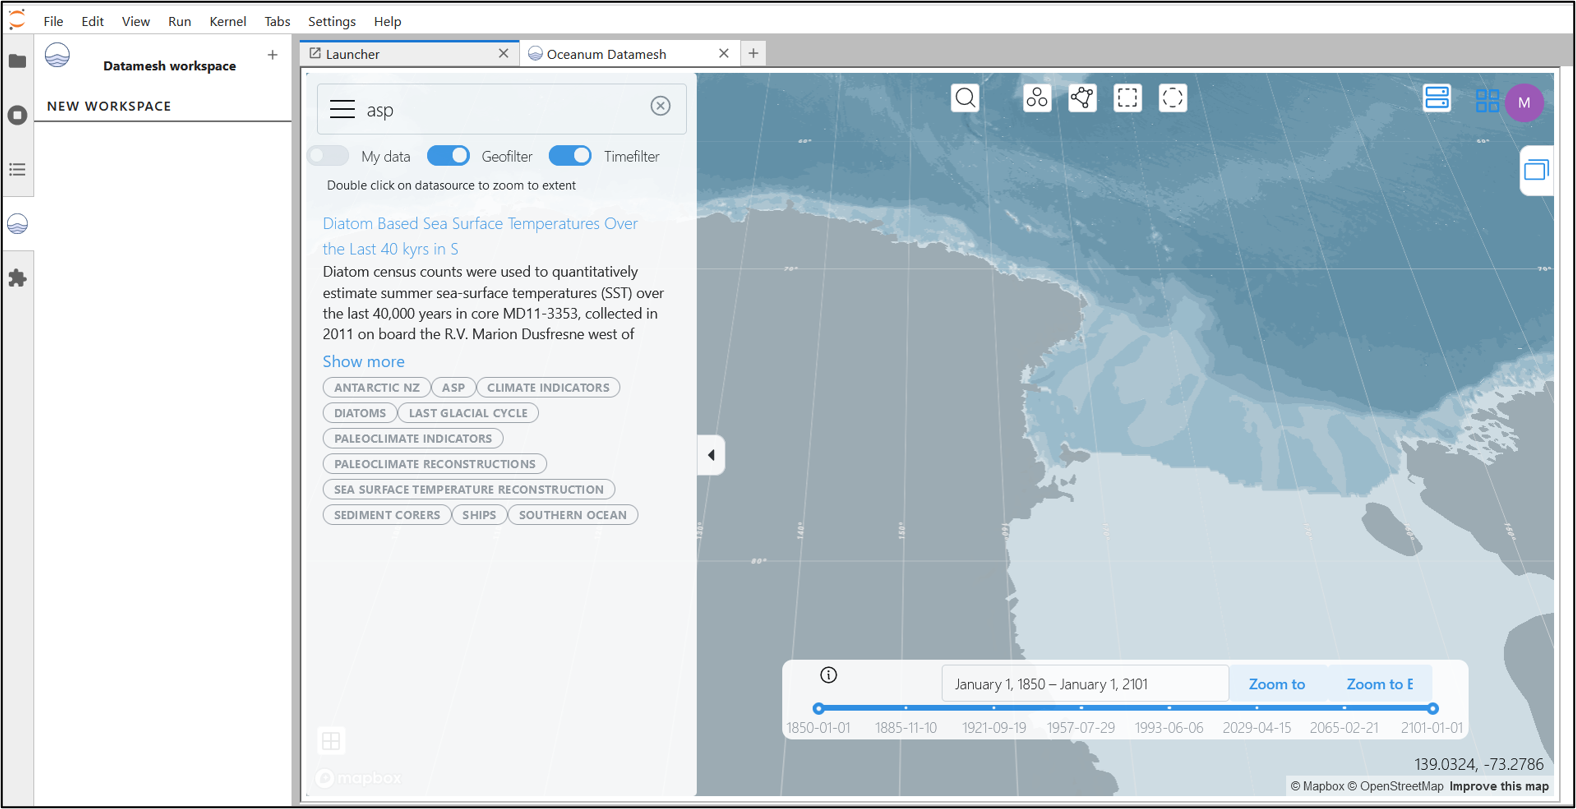 File Edit View Run Kernel Tabs Settings Help
Datamesh workspace +
NEW WORKSPACE
Launcher
Oceanum Datamesh
asp
My data Geofilter Timefilter
Double click on datasource to zoom to extent
Diatom Based Sea Surface Temperatures Over
the Last 40 kyrs in S
Diatom census counts were used to quantitatively
estimate summer sea-surface temperatures (SST) over
the last 40,000 years in core MD11-3353, collected in
2011 on board the R.V. Marion Dusfresne west of
Show more
ANTARCTIC NZ ASP CLIMATE INDICATORS
DIATOMS LAST GLACIAL CYCLE
PALEOCLIMATE INDICATORS
PALEOCLIMATE RECONSTRUCTIONS
SEA SURFACE TEMPERATURE RECONSTRUCTION
SEDIMENT CORERS SHIPS SOUTHERN OCEAN
mapbox
M
80°
January 1, 1850 – January 1, 2101
Zoom to
Zoom to E
1850-01-01 1885-11-10 1921-09-19 1957-07-29 1993-06-06 2029-04-15 2065-02-21 2101-01-01
139.0324, -73.2786
© Mapbox © OpenStreetMap Improve this map